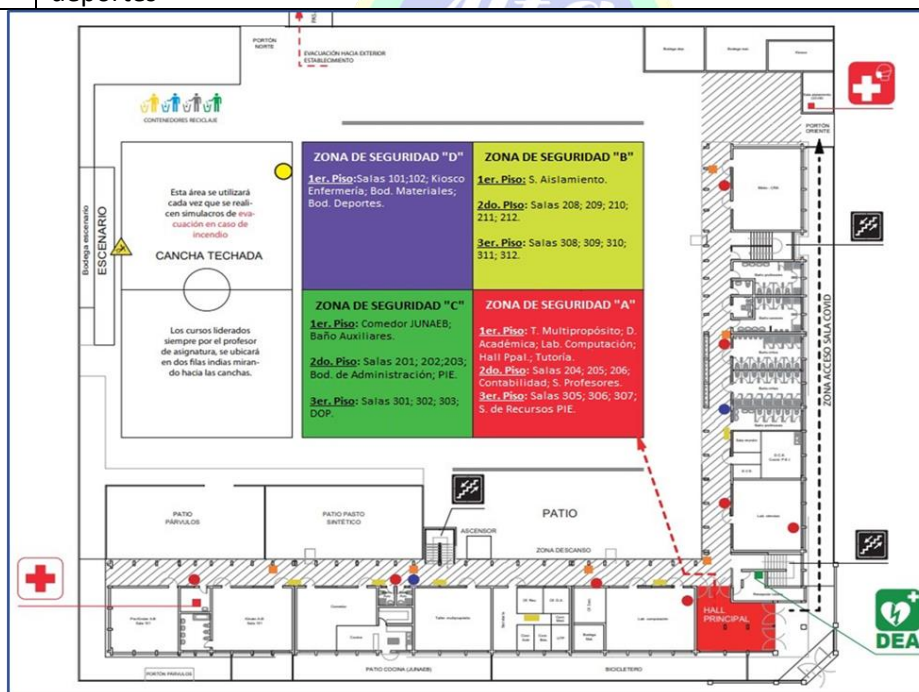 deportes
PORTÓN
NORTE
EVACUACIÓN HACIA EXTERIOR
ESTABLECIMIENTO
CONTENEDORES RECICLAJE
PORTÓN
ORIENTE
Bodega escenario
ESCENARIO
Esta área se utilizará
cada vez que se reali-
cen simulacros de eva-
cuación en caso de
incendio
CANCHA TECHADA
Los cursos liderados
siempre por el profesor
de asignatura, se ubicará
en dos filas indias miran-
do hacia las canchas.
ZONA DE SEGURIDAD "D"
1er. Piso:Salas 101;102; Kiosco
Enfermería; Bod. Materiales;
Bod. Deportes.
ZONA DE SEGURIDAD "B"
1er. Piso: S. Aislamiento.
2do. Piso: Salas 208; 209; 210;
211; 212.
3er. Piso: Salas 308; 309; 310;
311; 312.
ZONA DE SEGURIDAD "C"
1er. Piso: Comedor JUNAEB;
Baño Auxiliares.
2do. Piso: Salas 201; 202;203;
Bod. de Administración; PIE.
3er. Piso: Salas 301; 302; 303;
DOP.
ZONA DE SEGURIDAD "A"
1er. Piso: T. Multipropósito; D.
Académica; Lab. Computación;
Hall Ppal.; Tutoría.
2do. Piso: Salas 204; 205; 206;
Contabilidad; S. Profesores.
3er. Piso: Salas 305; 306; 307;
S. de Recursos PIE.
ZONA ACCESO SALA COVID
PATIO
PÁRVULOS
PATIO PASTO
SINTÉTICO
ASCENSOR
PATIO
ZONA DESCANSO
Lab. ciencias
Comedor
Cocina
Taller multipropósito
Lab. computación
HALL
PRINCIPAL
DEA
PORTÓN PÁRVULOS
PATIO COCINA (JUNAEB)
BICICLETERO